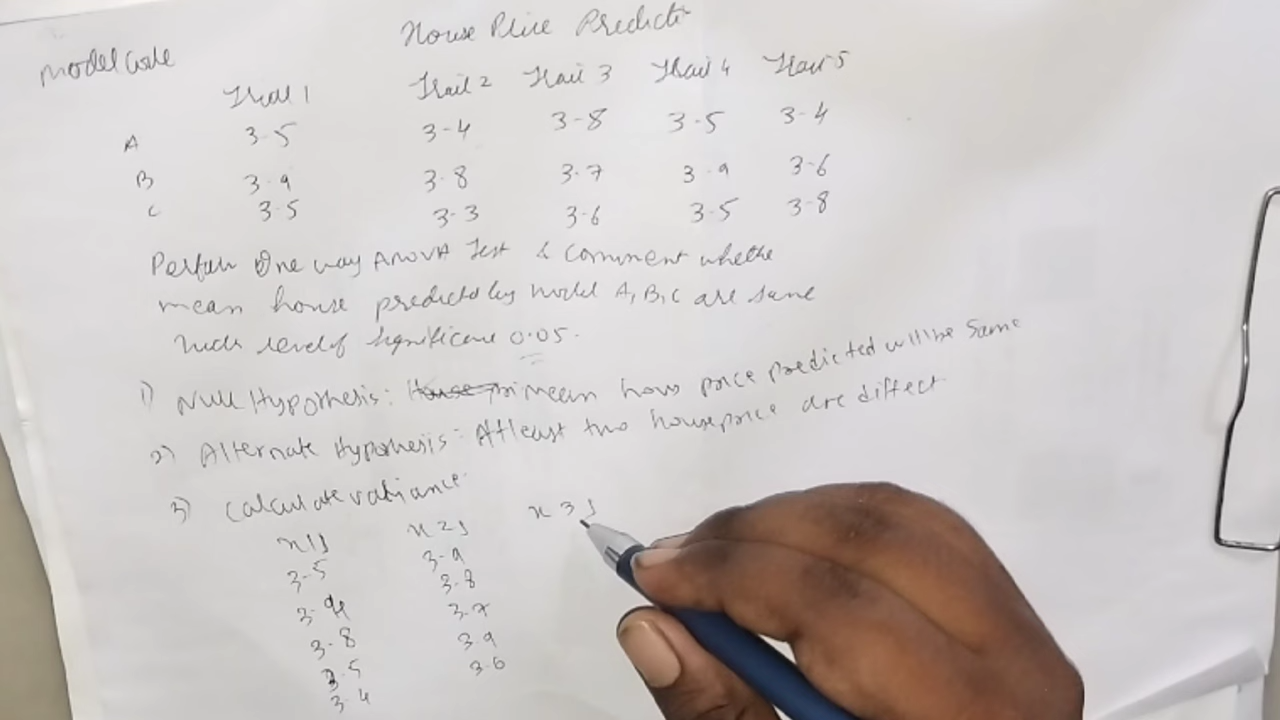 House Price Predicti
Model Code
Trail 1 Trail 2 Trail 3 Trail 4 Trail 5
A 3.5 3.4 3.8 3.5 3.4
B 3.9 3.8 3.7 3.9 3.6
C 3.5 3.3 3.6 3.5 3.8
Perform One way ANOVA Test & Comment whethe
mean house predicted by model A, B, C are same
level of significance 0.05.
1) Null Hypothesis: mean hous price predicted will be same
2) Alternate Hypothesis: Atleast two house price are diffect
3) Calculate variance
x1j x2j x3j
3.5 3.9
3.4 3.8
3.8 3.7
3.5 3.9
3.4 3.6